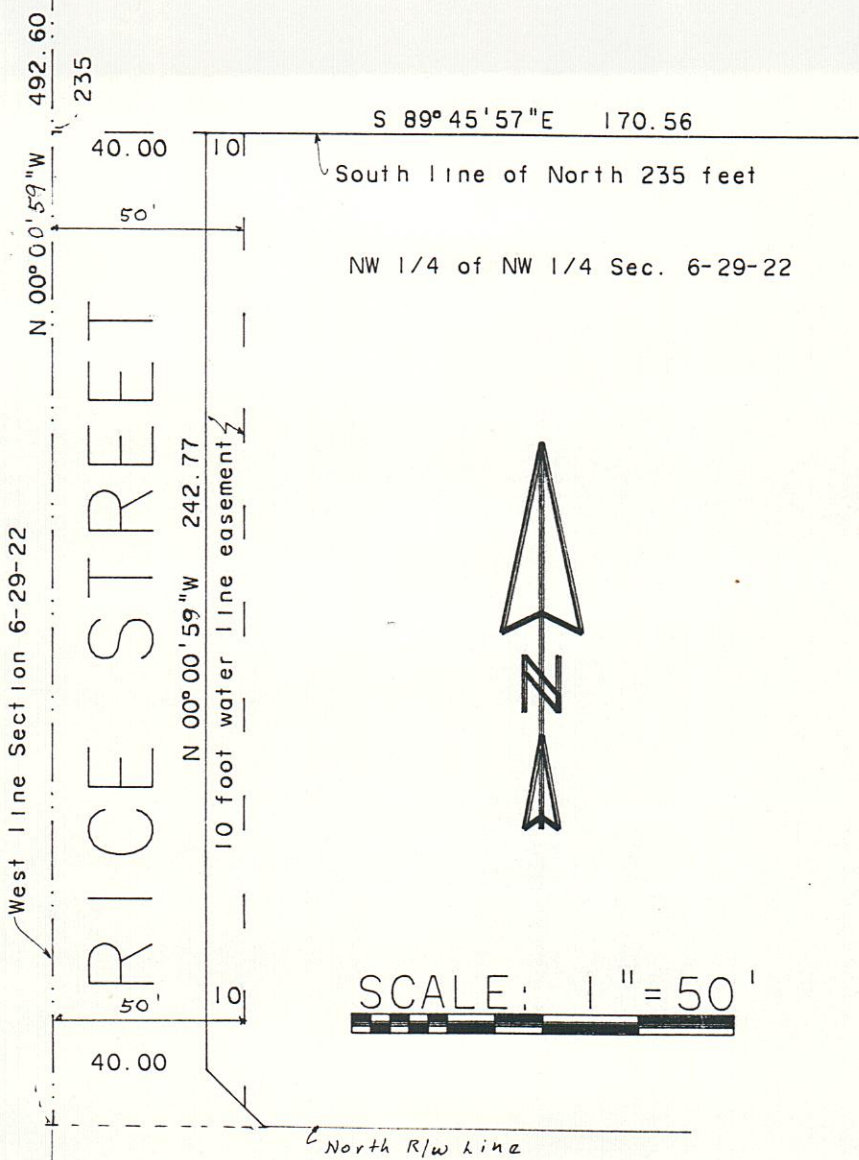 492.60
235
S 89°45'57"E 170.56
40.00
10
South line of North 235 feet
N 00°00'59"W
50'
NW 1/4 of NW 1/4 Sec. 6-29-22
RICE STREET
N 00°00'59"W 242.77
10 foot water line easement
West line Section 6-29-22
N
SCALE: 1"=50'
50'
10
40.00
North R/w Line